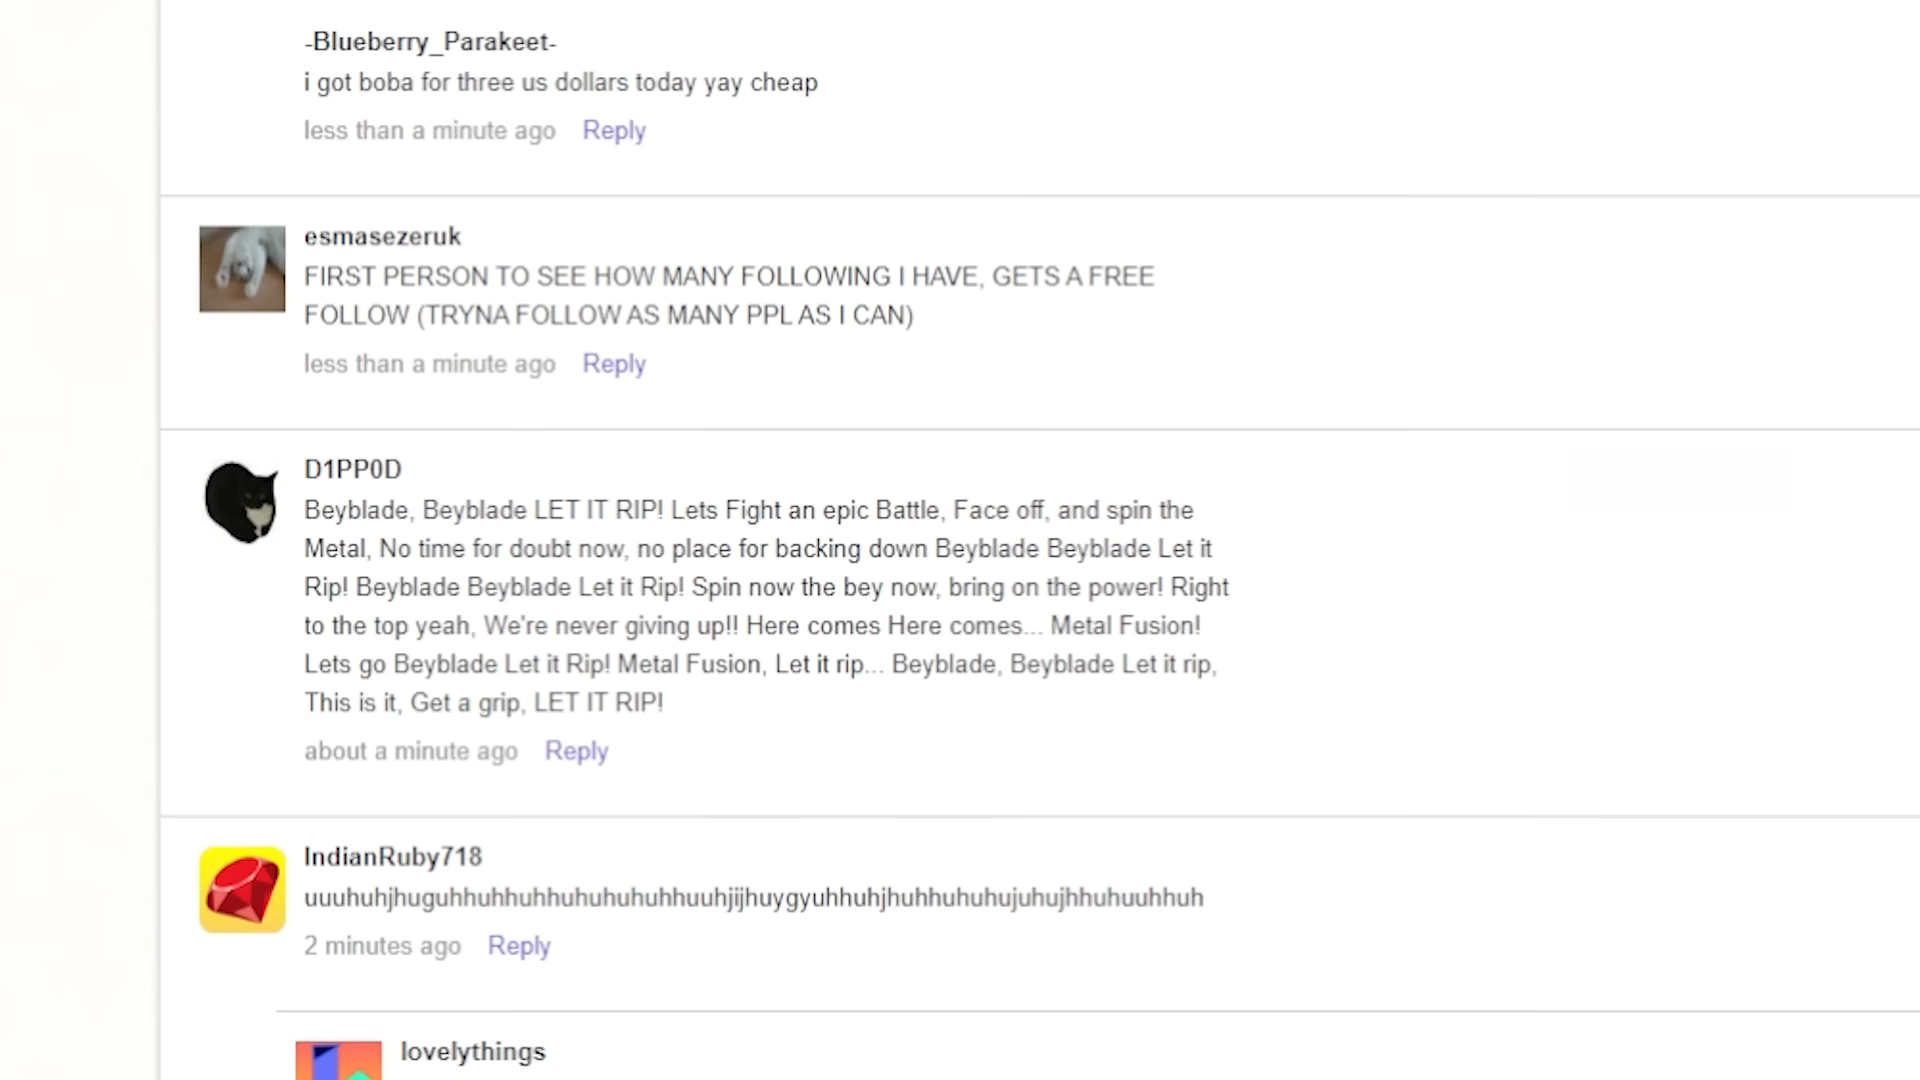 -Blueberry_Parakeet-
i got boba for three us dollars today yay cheap
less than a minute ago Reply
esmasezeruk
FIRST PERSON TO SEE HOW MANY FOLLOWING I HAVE, GETS A FREE
FOLLOW (TRYNA FOLLOW AS MANY PPL AS I CAN)
less than a minute ago Reply
D1PP0D
Beyblade, Beyblade LET IT RIP! Lets Fight an epic Battle, Face off, and spin the
Metal, No time for doubt now, no place for backing down Beyblade Beyblade Let it
Rip! Beyblade Beyblade Let it Rip! Spin now the bey now, bring on the power! Right
to the top yeah, We're never giving up!! Here comes Here comes... Metal Fusion!
Lets go Beyblade Let it Rip! Metal Fusion, Let it rip... Beyblade, Beyblade Let it rip,
This is it, Get a grip, LET IT RIP!
about a minute ago Reply
IndianRuby718
uuuhuhjhuguhhuhhuhhuhuhuhuhhuuhjijhuygyuhhuhjhuhhuhuhujuhujhhuhuuhhuh
2 minutes ago Reply
lovelythings